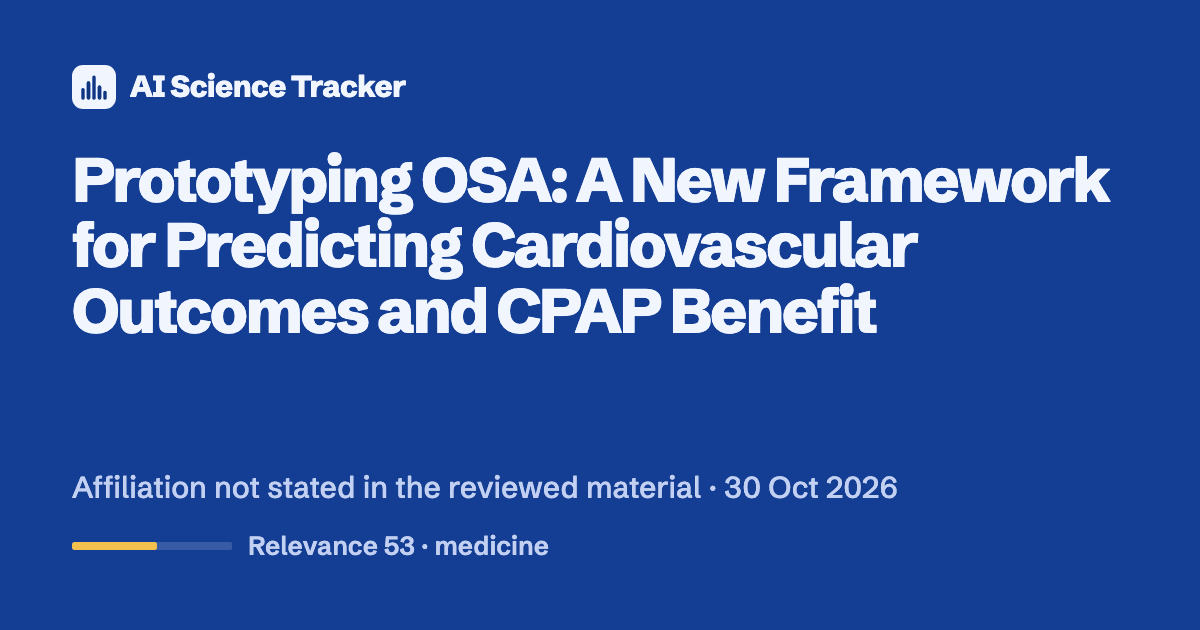 AI Science Tracker
Prototyping OSA: A New Framework
for Predicting Cardiovascular
Outcomes and CPAP Benefit
Affiliation not stated in the reviewed material · 30 Oct 2026
Relevance 53 · medicine